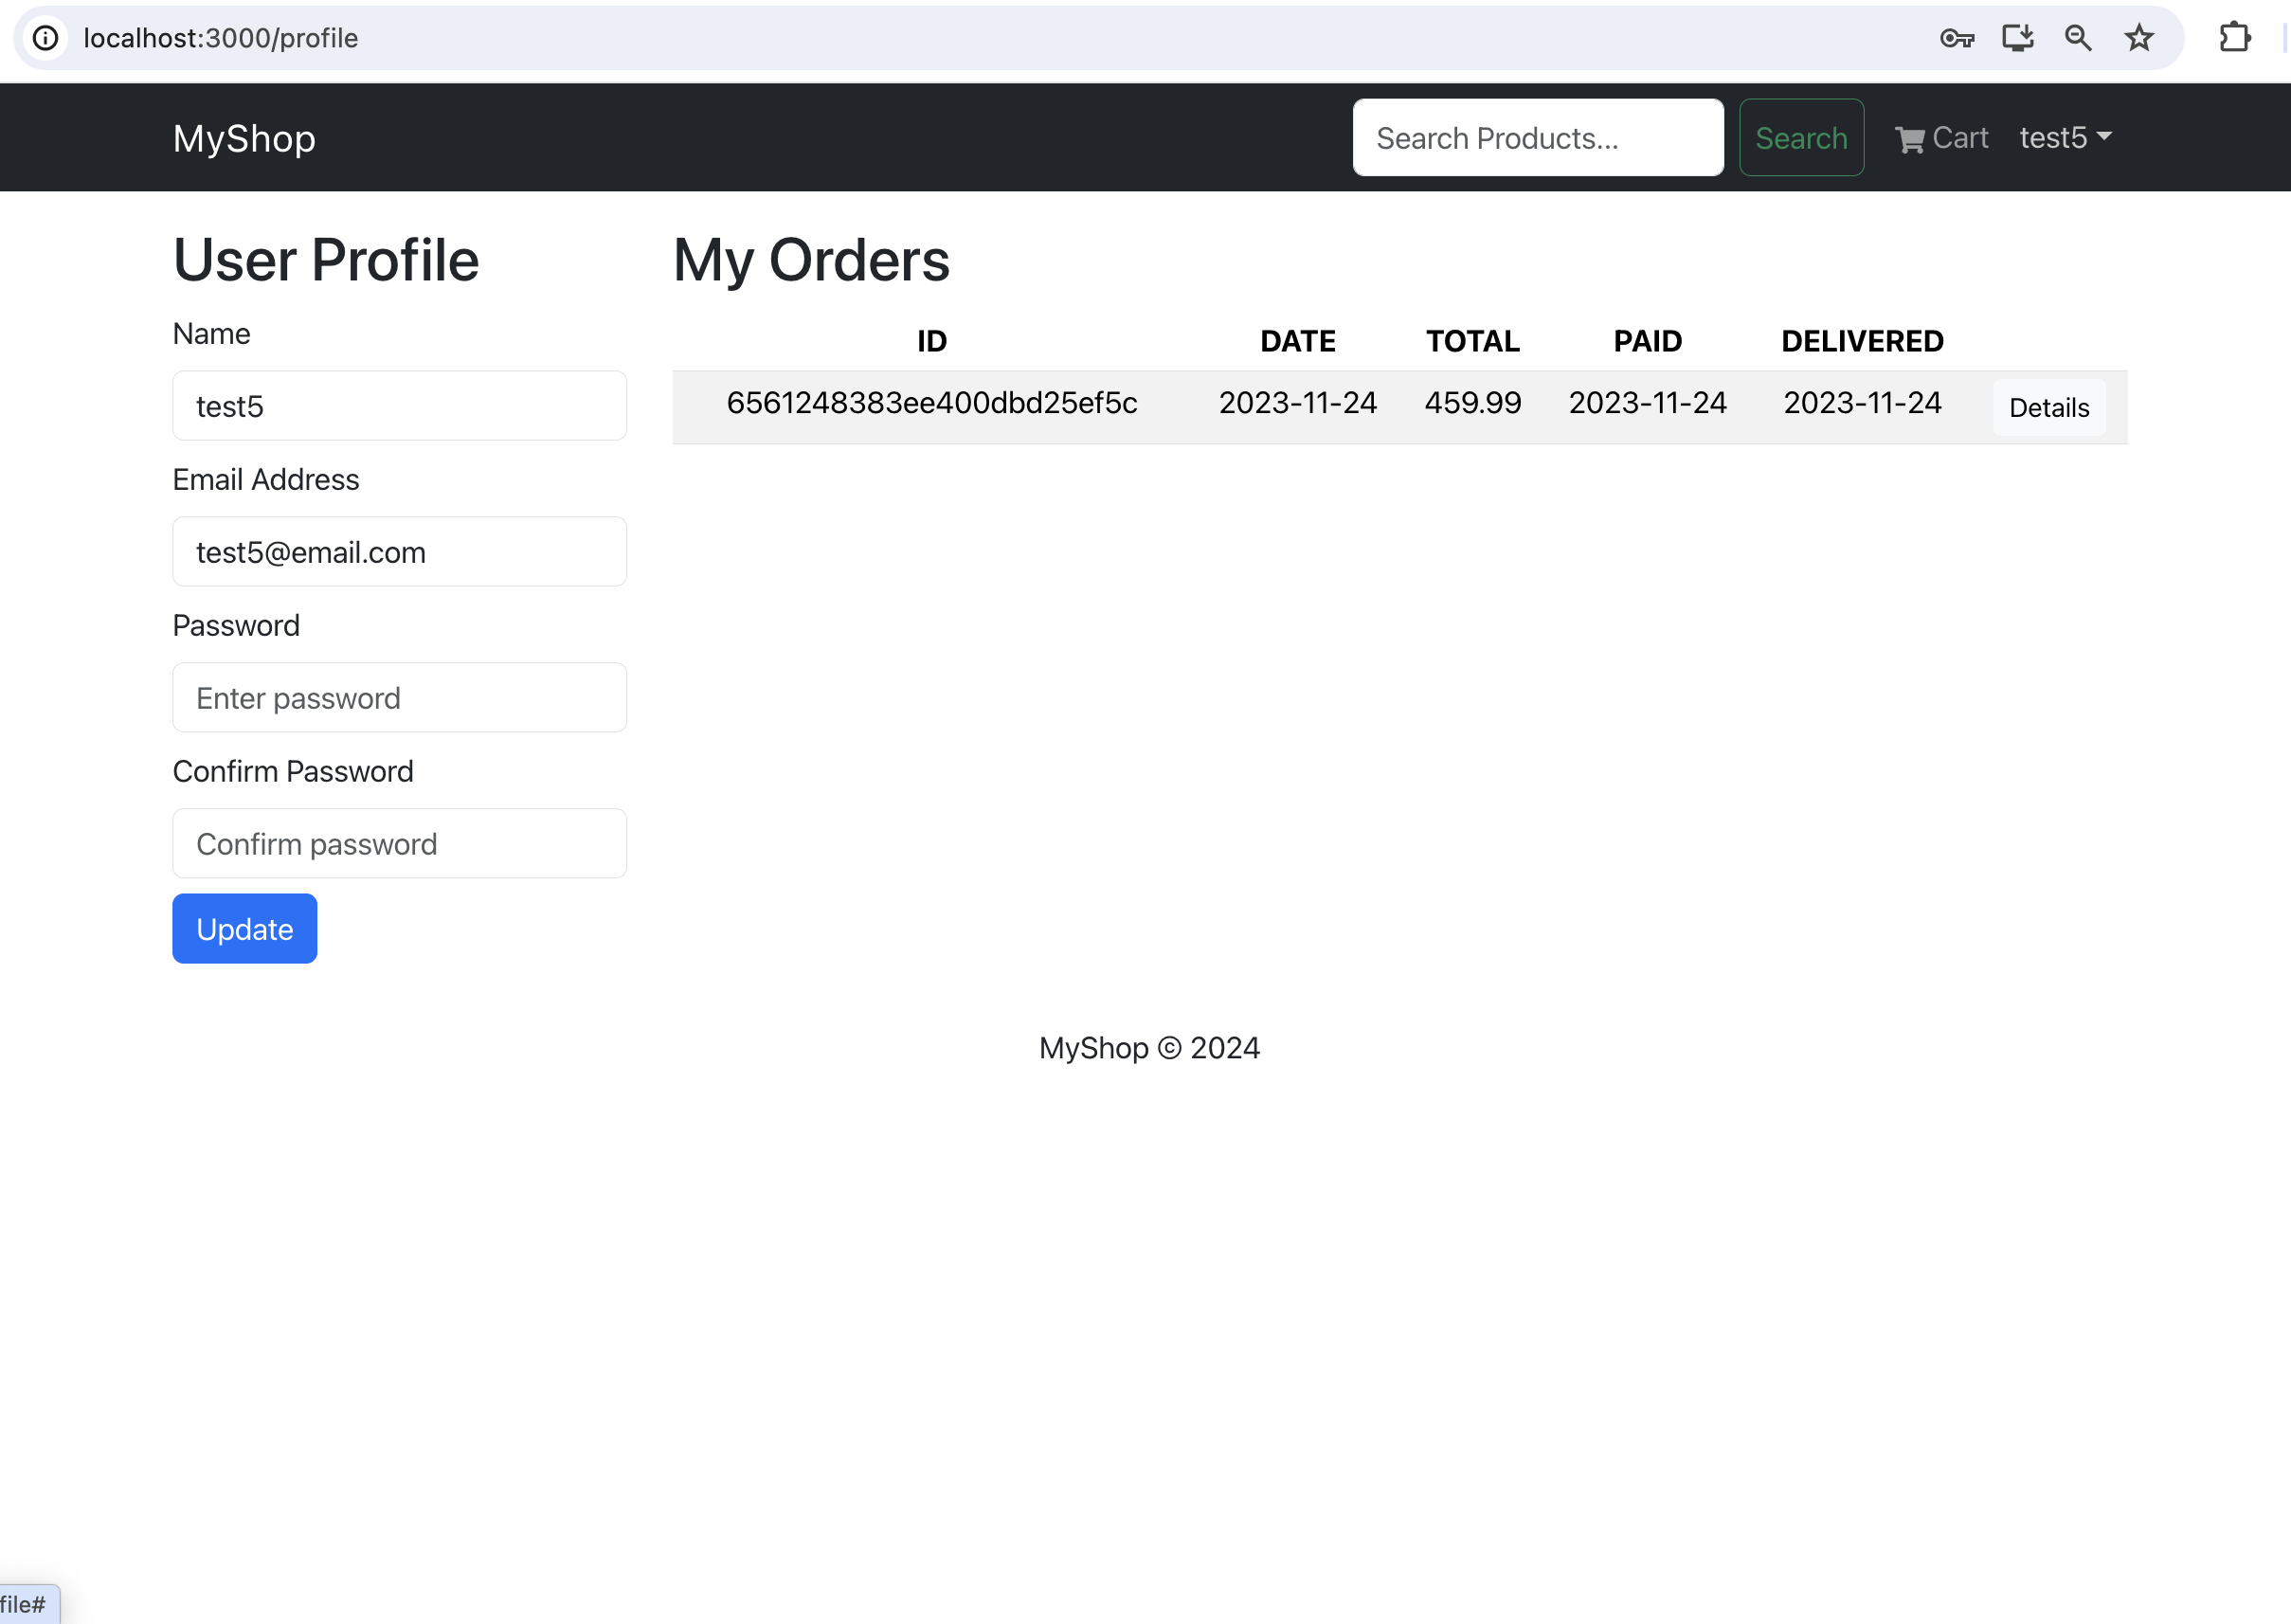 localhost:3000/profile
MyShop Search Products... Search Cart test5
User Profile
Name
test5
Email Address
test5@email.com
Password
Enter password
Confirm Password
Confirm password
Update
My Orders
ID DATE TOTAL PAID DELIVERED
6561248383ee400dbd25ef5c 2023-11-24 459.99 2023-11-24 2023-11-24 Details
MyShop © 2024
file#